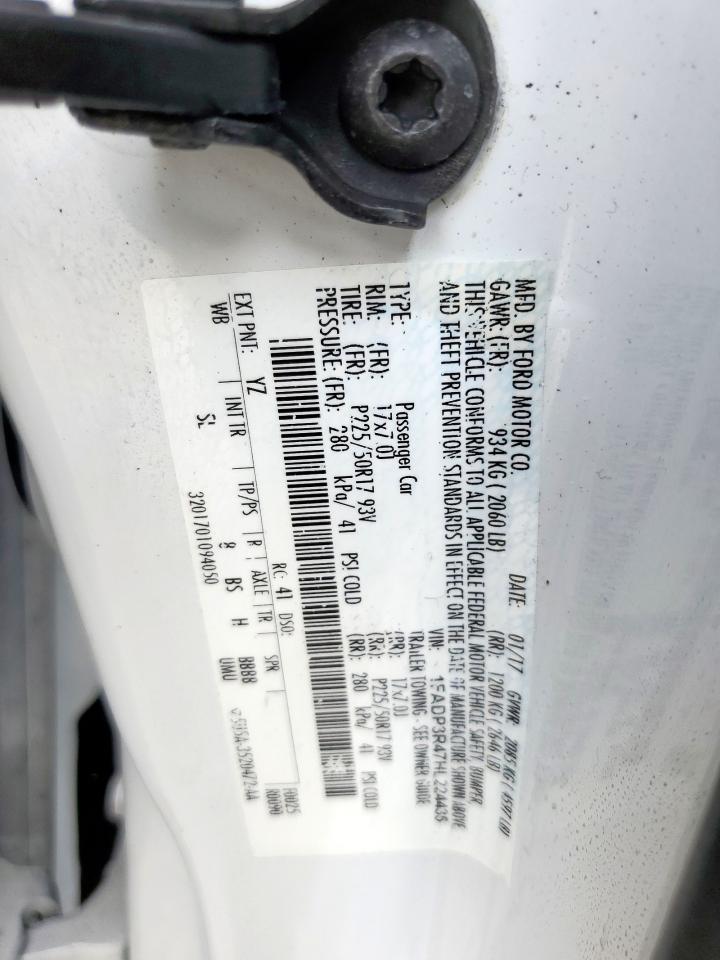 MFD. BY FORD MOTOR CO. DATE: 01/17 GVWR: 2085 KG ( 4597 LB)
GAWR: (FR): 934 KG ( 2060 LB) (RR): 1200 KG ( 2646 LB)
THIS VEHICLE CONFORMS TO ALL APPLICABLE FEDERAL MOTOR VEHICLE SAFETY, BUMPER,
AND THEFT PREVENTION STANDARDS IN EFFECT ON THE DATE OF MANUFACTURE SHOWN ABOVE
VIN: 1FADP3R47HL224435
TYPE: Passenger Car TRAILER TOWING - SEE OWNER GUIDE
RIM: (FR): 17x7.0J (RR): 17x7.0J
TIRE: (FR): P225/50R17 93V (RR): P225/50R17 93V
PRESSURE: (FR): 280 kPa/ 41 PSI COLD (RR): 280 kPa/ 41 PSI COLD
EXT PNT: YZ RC: 41 DSO: F0025
R0090
WB INT TR TP/PS R AXLE TR SPR
SL 8 BS H BBBB
UMU
3201701094050